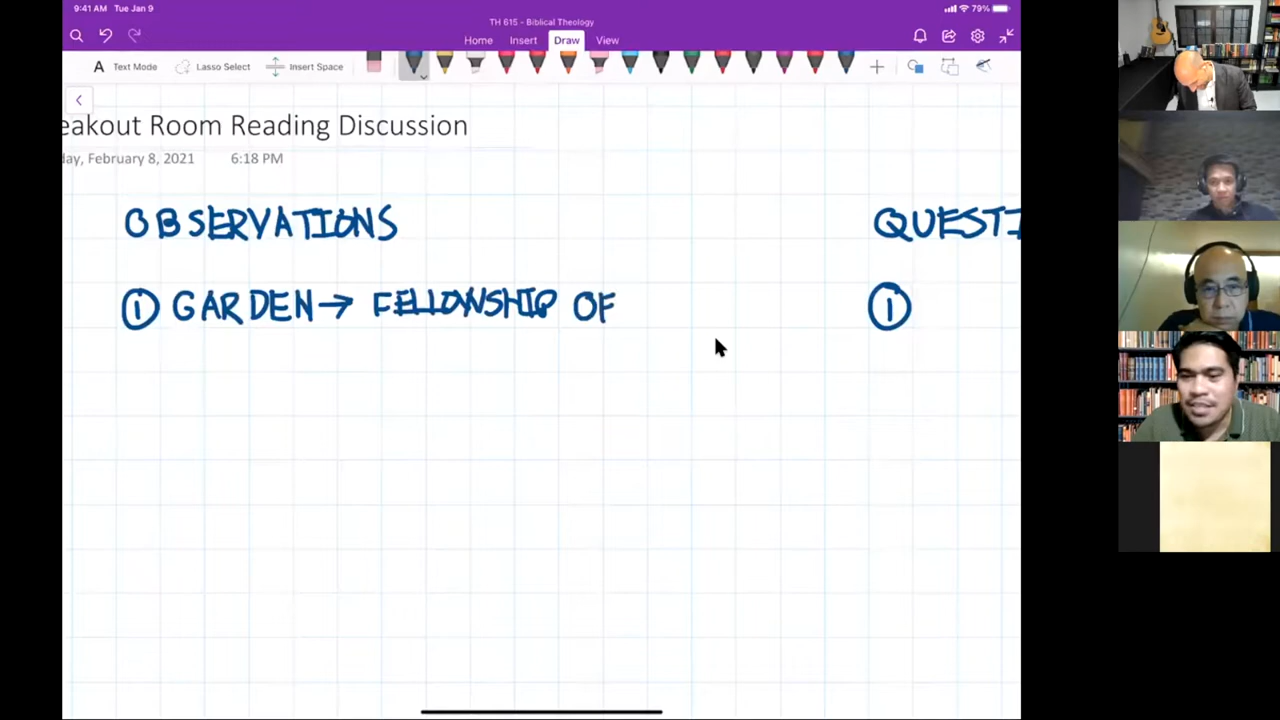 9:41 AM Tue Jan 9
79%
TH 615 - Biblical Theology
Home Insert Draw View
Text Mode Lasso Select Insert Space
eakout Room Reading Discussion
day, February 8, 2021 6:18 PM
OBSERVATIONS
QUESTI
① GARDEN → FELLOWSHIP OF
①